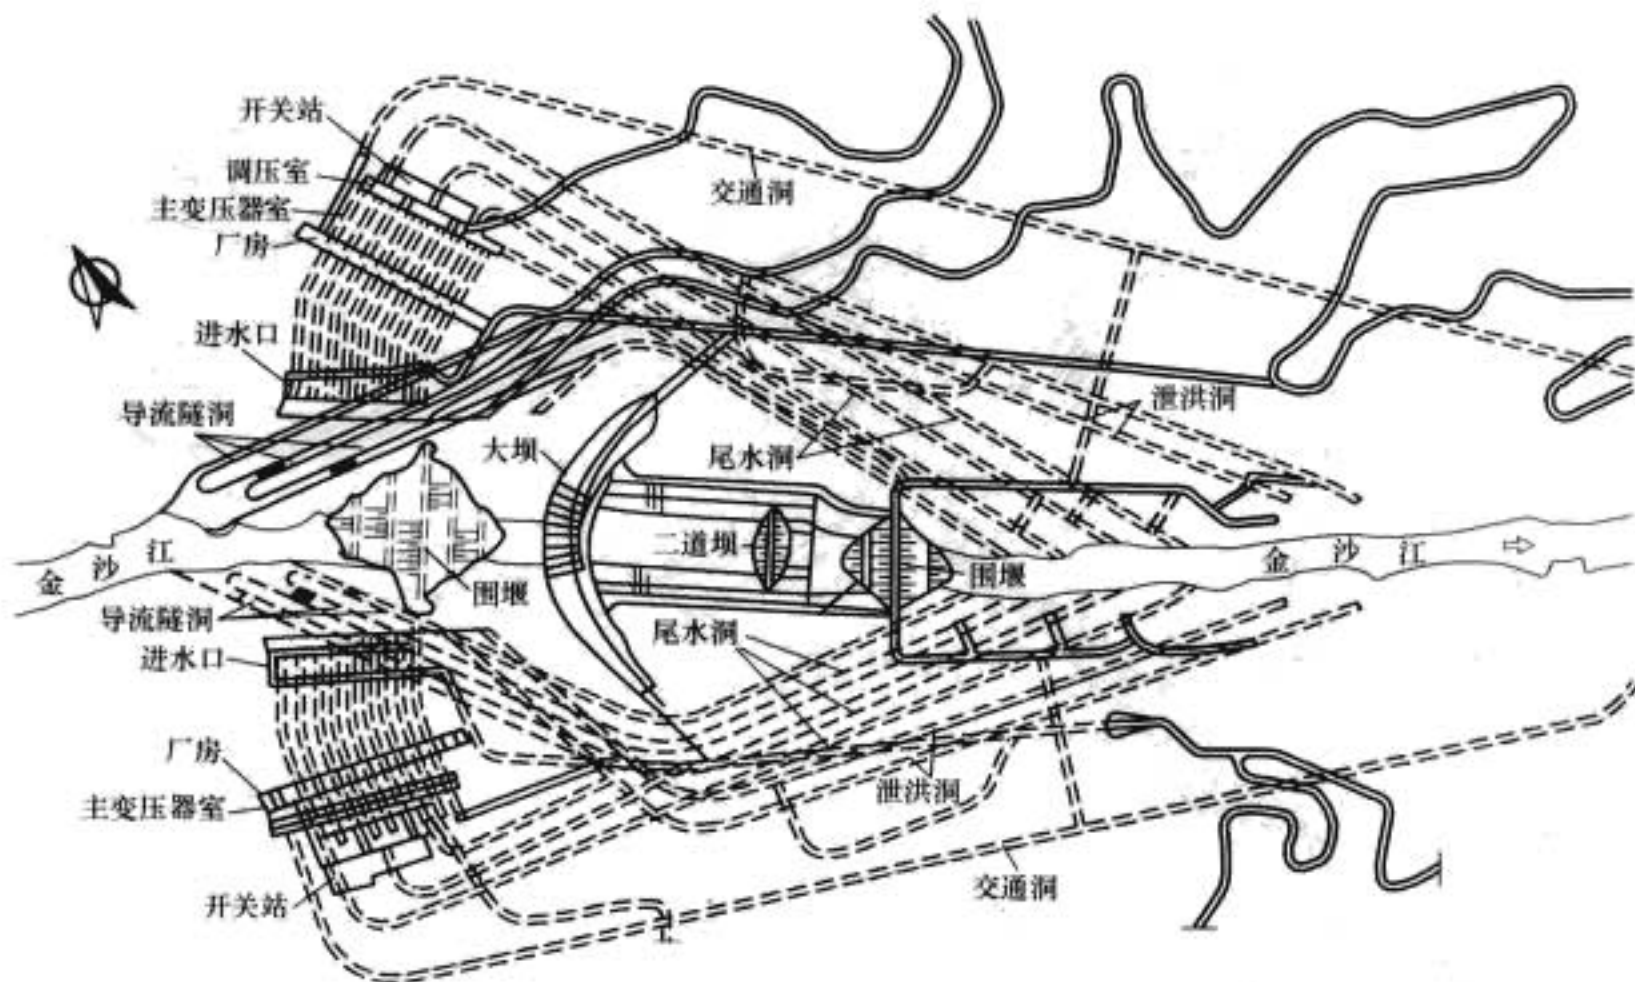 开关站
调压室
主变压器室
厂房
交通洞
进水口
导流隧洞
泄洪洞
大坝
尾水洞
二道坝
金沙江
围堰
围堰
金沙江
导流隧洞
进水口
尾水洞
厂房
主变压器室
泄洪洞
开关站
交通洞